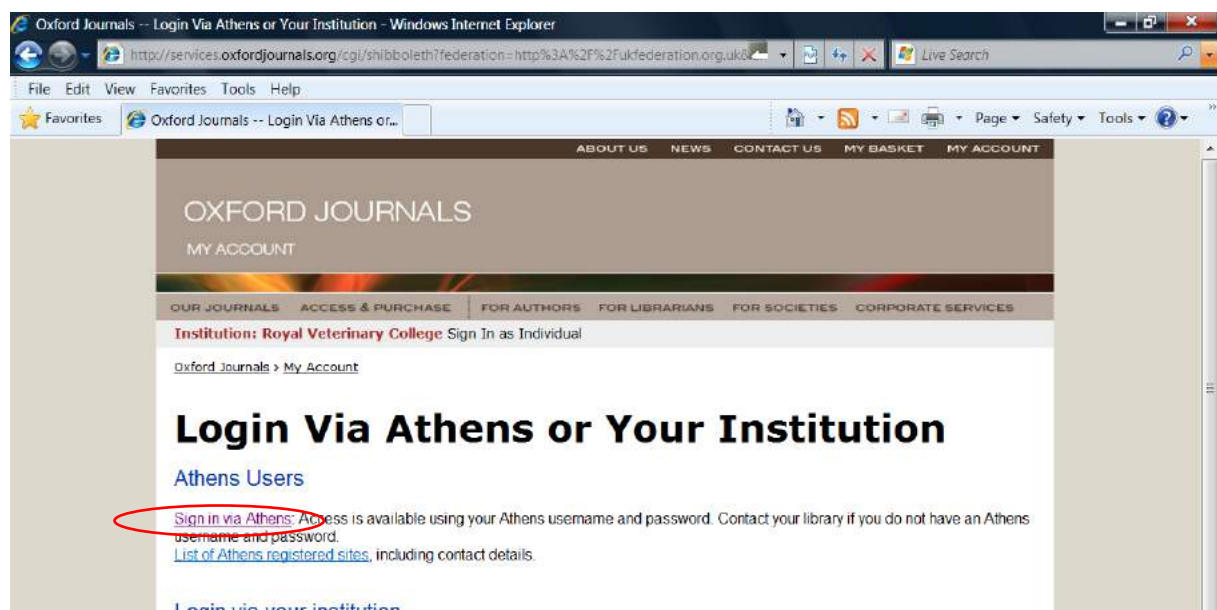 Oxford Journals -- Login Via Athens or Your Institution - Windows Internet Explorer
http://services.oxfordjournals.org/cgi/shibboleth?federation=http%3A%2F%2Fukfederation.org.uk
Live Search
File Edit View Favorites Tools Help
Favorites Oxford Journals -- Login Via Athens or... Page Safety Tools
ABOUT US NEWS CONTACT US MY BASKET MY ACCOUNT
OXFORD JOURNALS
MY ACCOUNT
OUR JOURNALS ACCESS & PURCHASE FOR AUTHORS FOR LIBRARIANS FOR SOCIETIES CORPORATE SERVICES
Institution: Royal Veterinary College Sign In as Individual
Oxford Journals > My Account
Login Via Athens or Your Institution
Athens Users
Sign in via Athens: Access is available using your Athens username and password. Contact your library if you do not have an Athens
username and password.
List of Athens registered sites, including contact details.
Login via your institution